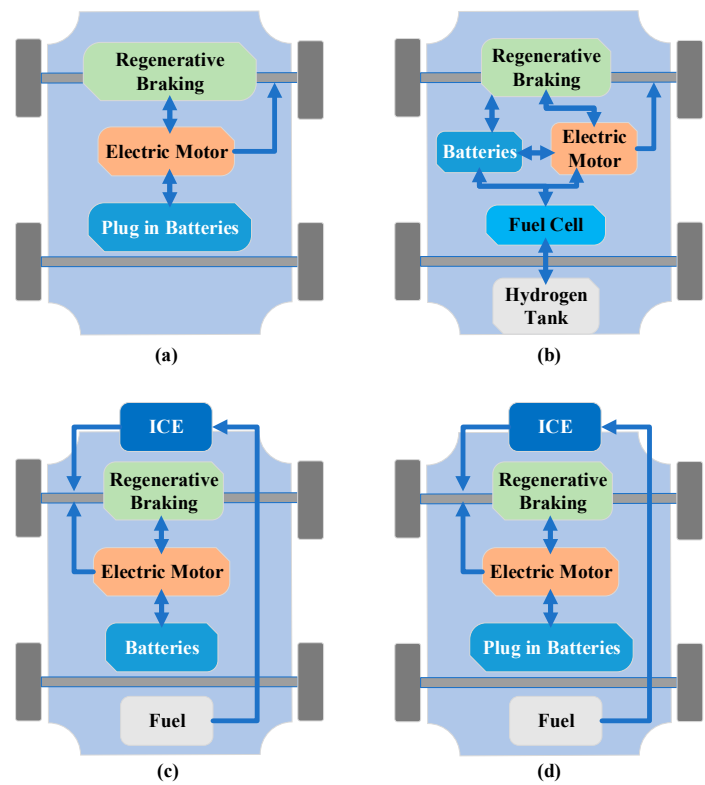 Regenerative
Braking
Electric Motor
Plug in Batteries
(a)
Regenerative
Braking
Batteries
Electric
Motor
Fuel Cell
Hydrogen
Tank
(b)
ICE
Regenerative
Braking
Electric Motor
Batteries
Fuel
(c)
ICE
Regenerative
Braking
Electric Motor
Plug in Batteries
Fuel
(d)